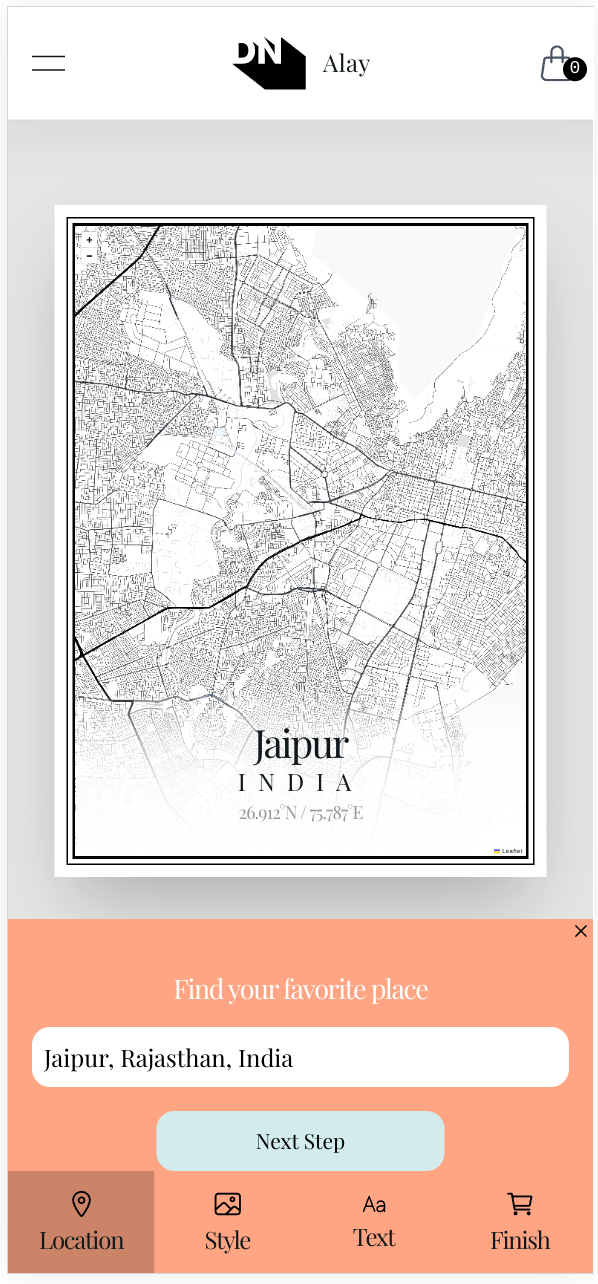 DN Alay
0
+
−
Jaipur
INDIA
26.912°N / 75.787°E
Leaflet
Find your favorite place
Jaipur, Rajasthan, India
Next Step
Location
Style
Aa
Text
Finish